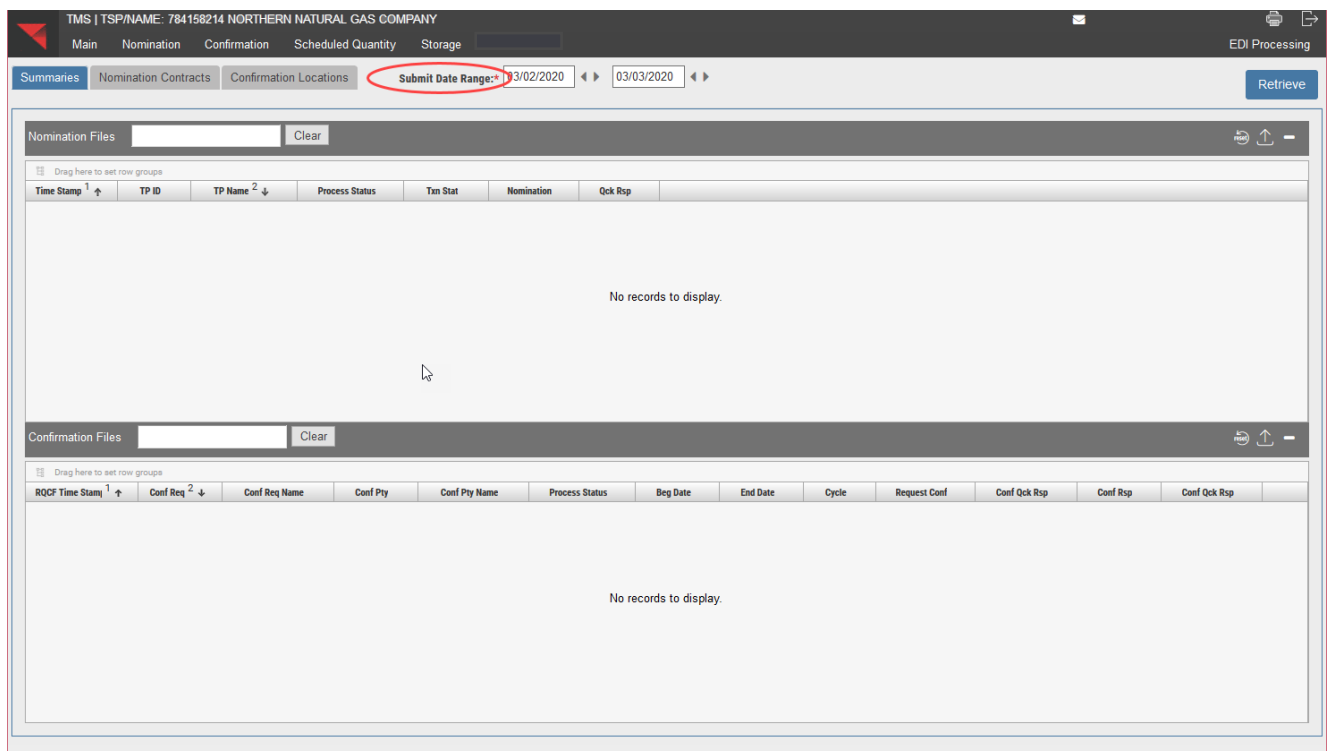 TMS | TSP/NAME: 784158214 NORTHERN NATURAL GAS COMPANY
Main Nomination Confirmation Scheduled Quantity Storage EDI Processing
Summaries Nomination Contracts Confirmation Locations Submit Date Range:* 03/02/2020 03/03/2020
Retrieve
Nomination Files Clear reset
Drag here to set row groups
Time Stamp 1 TP ID TP Name 2 Process Status Txn Stat Nomination Qck Rsp
No records to display.
Confirmation Files Clear reset
Drag here to set row groups
RQCF Time Stam 1 Conf Req 2 Conf Req Name Conf Pty Conf Pty Name Process Status Beg Date End Date Cycle Request Conf Conf Qck Rsp Conf Rsp Conf Qck Rsp
No records to display.